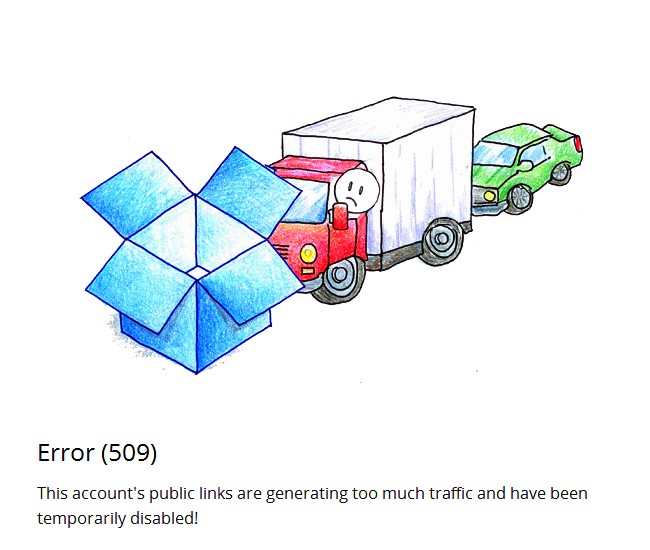 Error (509)
This account's public links are generating too much traffic and have been
temporarily disabled!